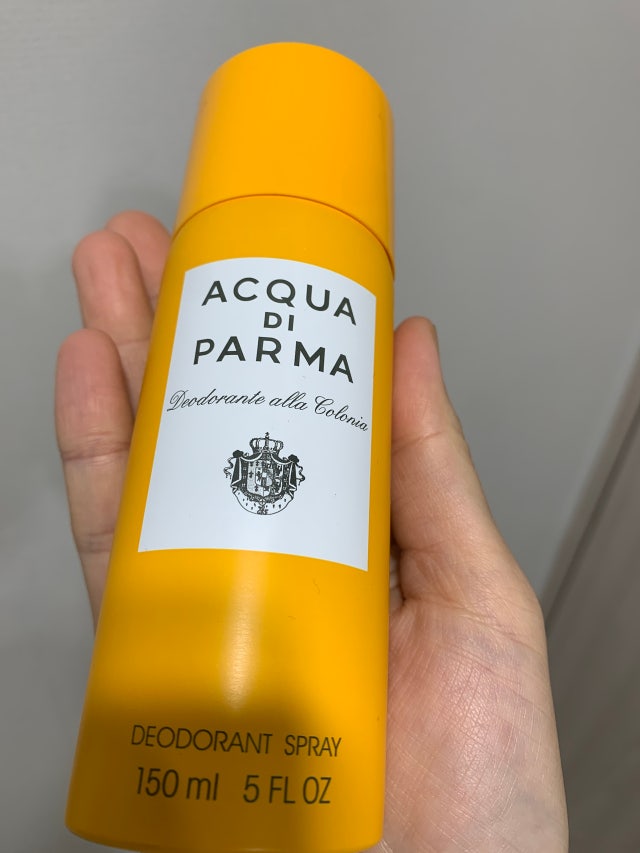 ACQUA
DI
PARMA
Deodorante alla Colonia
DEODORANT SPRAY
150 ml 5 FL OZ